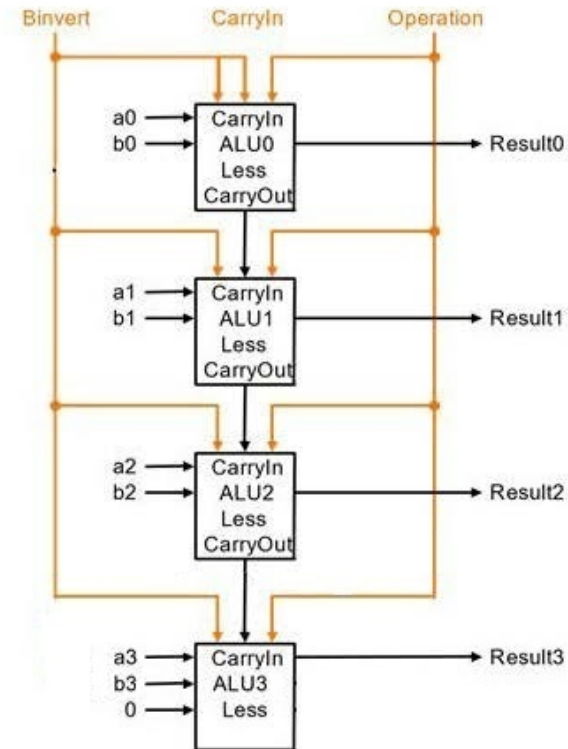 Binvert CarryIn Operation
a0 CarryIn
b0 ALU0 Result0
Less
CarryOut
a1 CarryIn
b1 ALU1 Result1
Less
CarryOut
a2 CarryIn
b2 ALU2 Result2
Less
CarryOut
a3 CarryIn Result3
b3 ALU3
0 Less